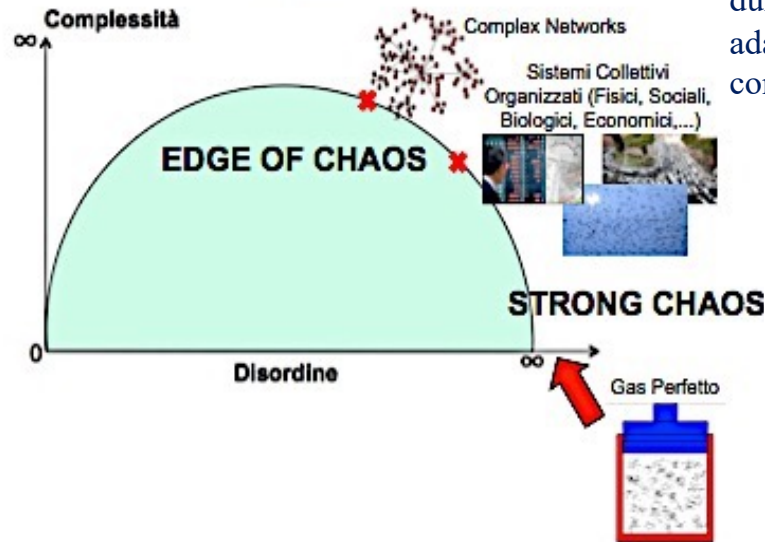 Complessità
∞
Complex Networks
Sistemi Collettivi
Organizzati (Fisici, Sociali,
Biologici, Economici,...)
EDGE OF CHAOS
STRONG CHAOS
0
∞
Disordine
Gas Perfetto